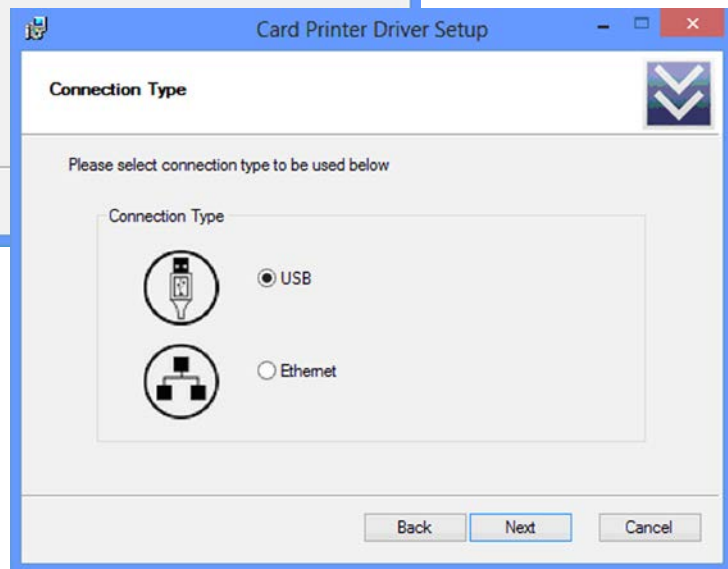 Card Printer Driver Setup
Connection Type
Please select connection type to be used below
Connection Type
USB
Ethernet
Back Next Cancel